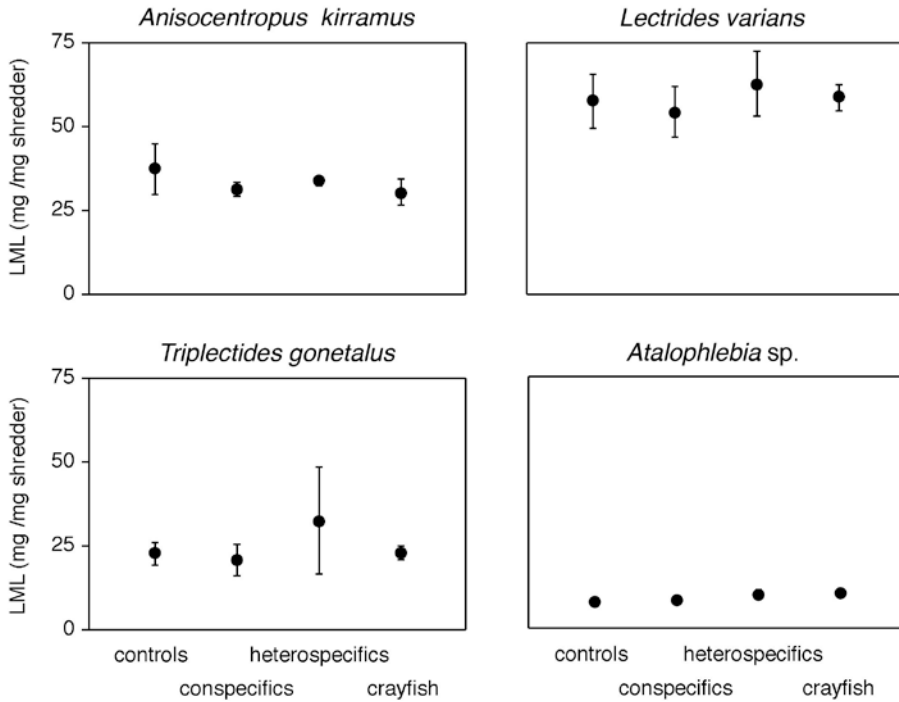 Anisocentropus kirramus
Lectrides varians
LML (mg /mg shredder)
75
50
25
0
Triplectides gonetalus
Atalophlebia sp.
LML (mg /mg shredder)
75
50
25
0
controls
heterospecifics
conspecifics
crayfish
controls
heterospecifics
conspecifics
crayfish